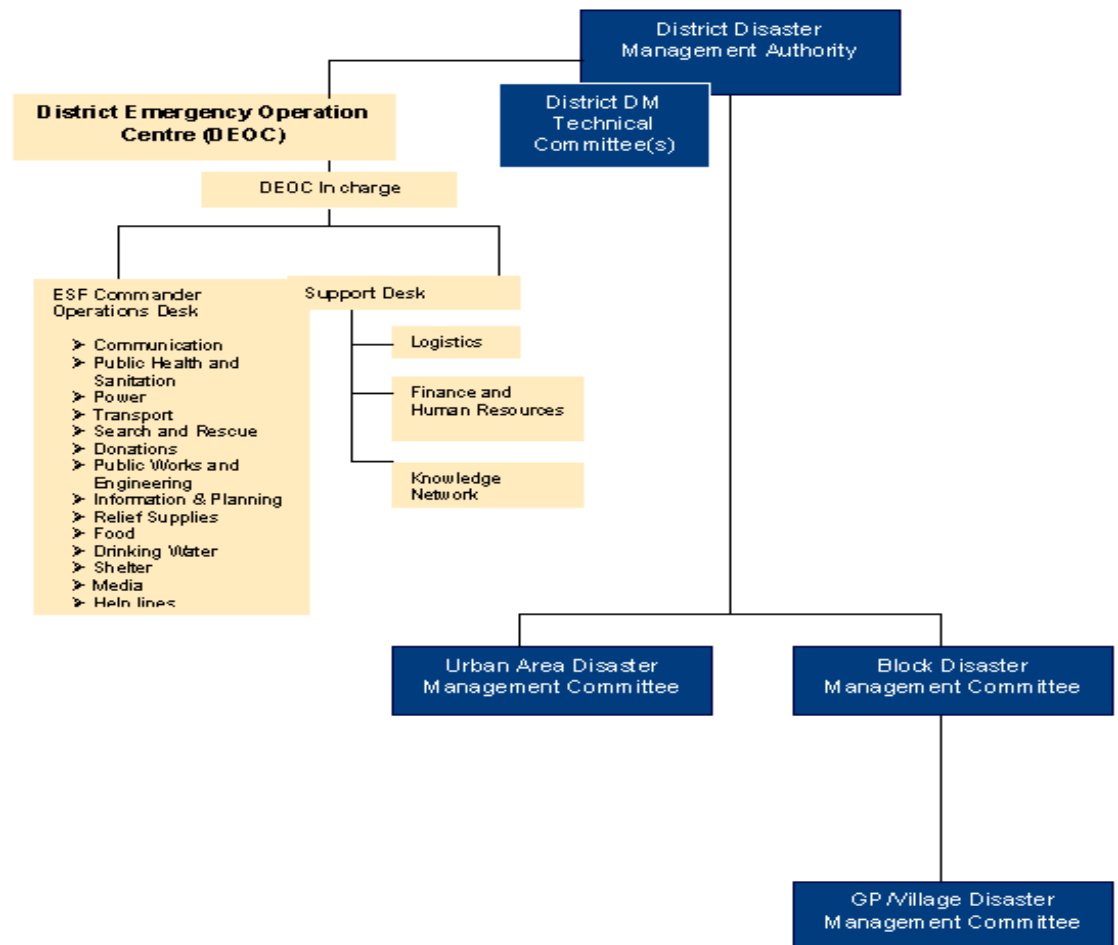 District Disaster
Management Authority
District DM
Technical
Committee(s)
District Emergency Operation
Centre (DEOC)
DEOC In charge
ESF Commander
Operations Desk
➢ Communication
➢ Public Health and
Sanitation
➢ Power
➢ Transport
➢ Search and Rescue
➢ Donations
➢ Public Works and
Engineering
➢ Information & Planning
➢ Relief Supplies
➢ Food
➢ Drinking Water
➢ Shelter
➢ Media
➢ Help lines
Support Desk
Logistics
Finance and
Human Resources
Knowledge
Network
Urban Area Disaster
Management Committee
Block Disaster
Management Committee
GP/Village Disaster
Management Committee